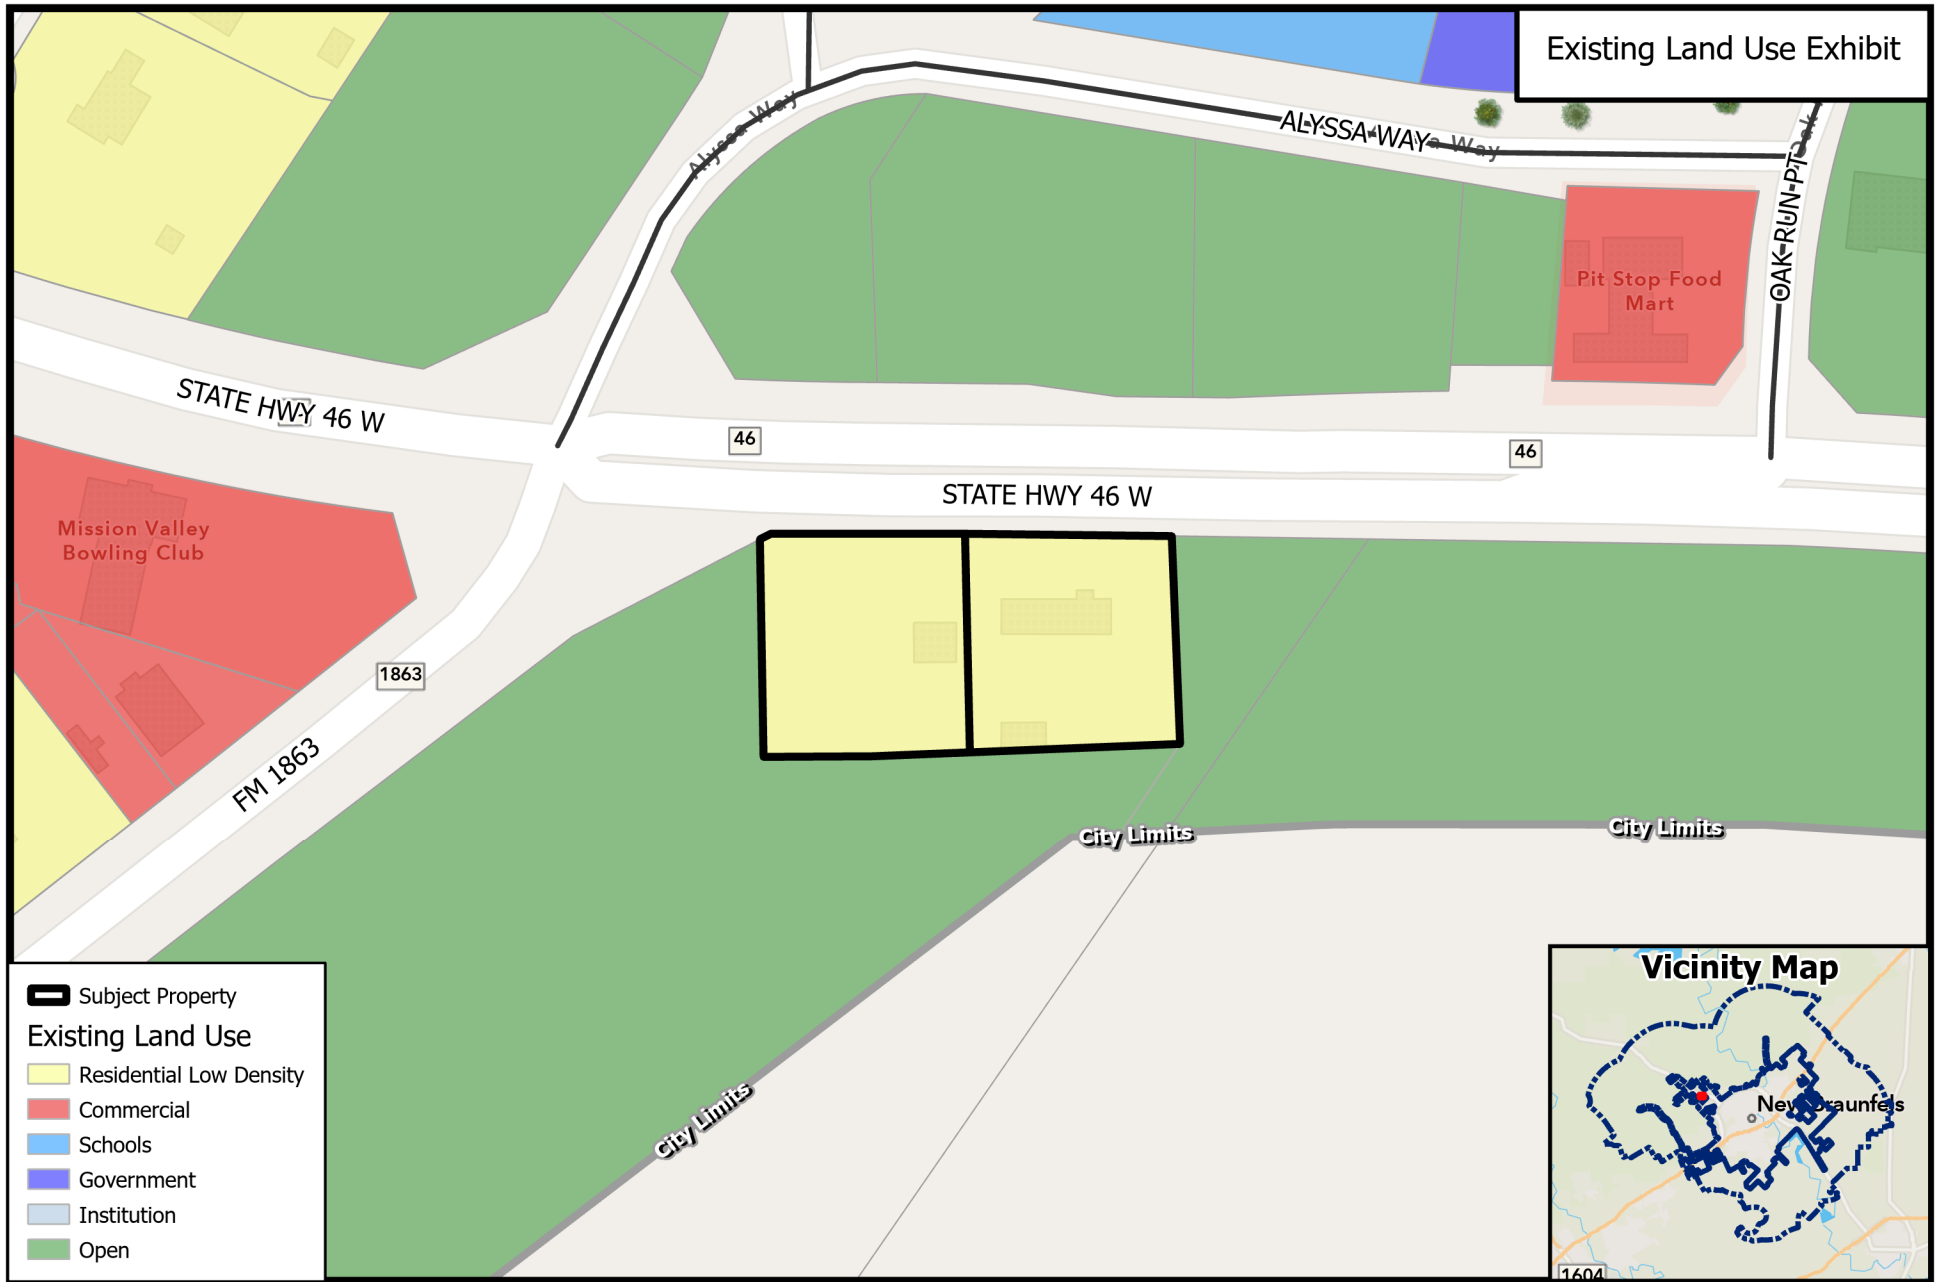 Existing Land Use Exhibit
Alyssa Way
ALYSSA WAY
a Way
Oak
OAK RUN PT
Pit Stop Food
Mart
STATE HWY 46 W
46
46
STATE HWY 46 W
Mission Valley
Bowling Club
1863
FM 1863
City Limits
City Limits
City Limits
Subject Property
Existing Land Use
Residential Low Density
Commercial
Schools
Government
Institution
Open
Vicinity Map
New Braunfels
1604